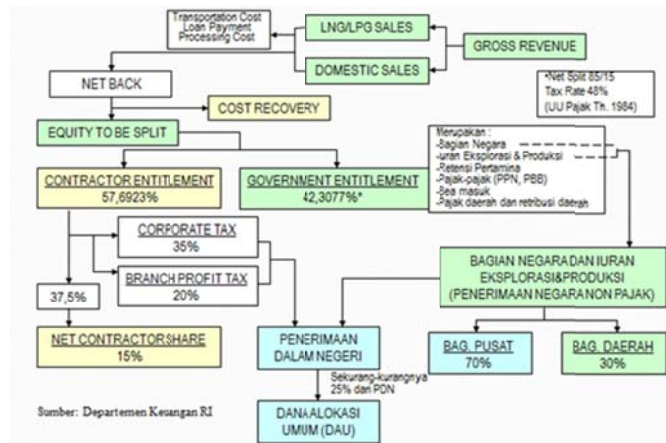 Transportation Cost
Loan Payment
Processing Cost
LNG/LPG SALES
GROSS REVENUE
DOMESTIC SALES
NET BACK
*Net Split 85/15
Tax Rate 48%
(UU Pajak Th. 1984)
COST RECOVERY
EQUITY TO BE SPLIT
Merupakan :
-Bagian Negara
-Iuran Eksplorasi & Produksi
-Retensi Pertamina
-Pajak-pajak (PPN, PBB)
-Bea masuk
-Pajak daerah dan retribusi daerah
CONTRACTOR ENTITLEMENT
57,6923%
GOVERNMENT ENTITLEMENT
42,3077%*
CORPORATE TAX
35%
BRANCH PROFIT TAX
20%
BAGIAN NEGARA DAN IURAN
EKSPLORASI&PRODUKSI
(PENERIMAAN NEGARA NON PAJAK)
37,5%
NET CONTRACTOR SHARE
15%
PENERIMAAN
DALAM NEGERI
BAG. PUSAT
70%
BAG. DAERAH
30%
Sekurang-kurangnya
25% dari PDN
DANA ALOKASI
UMUM (DAU)
Sumber: Departemen Keuangan RI